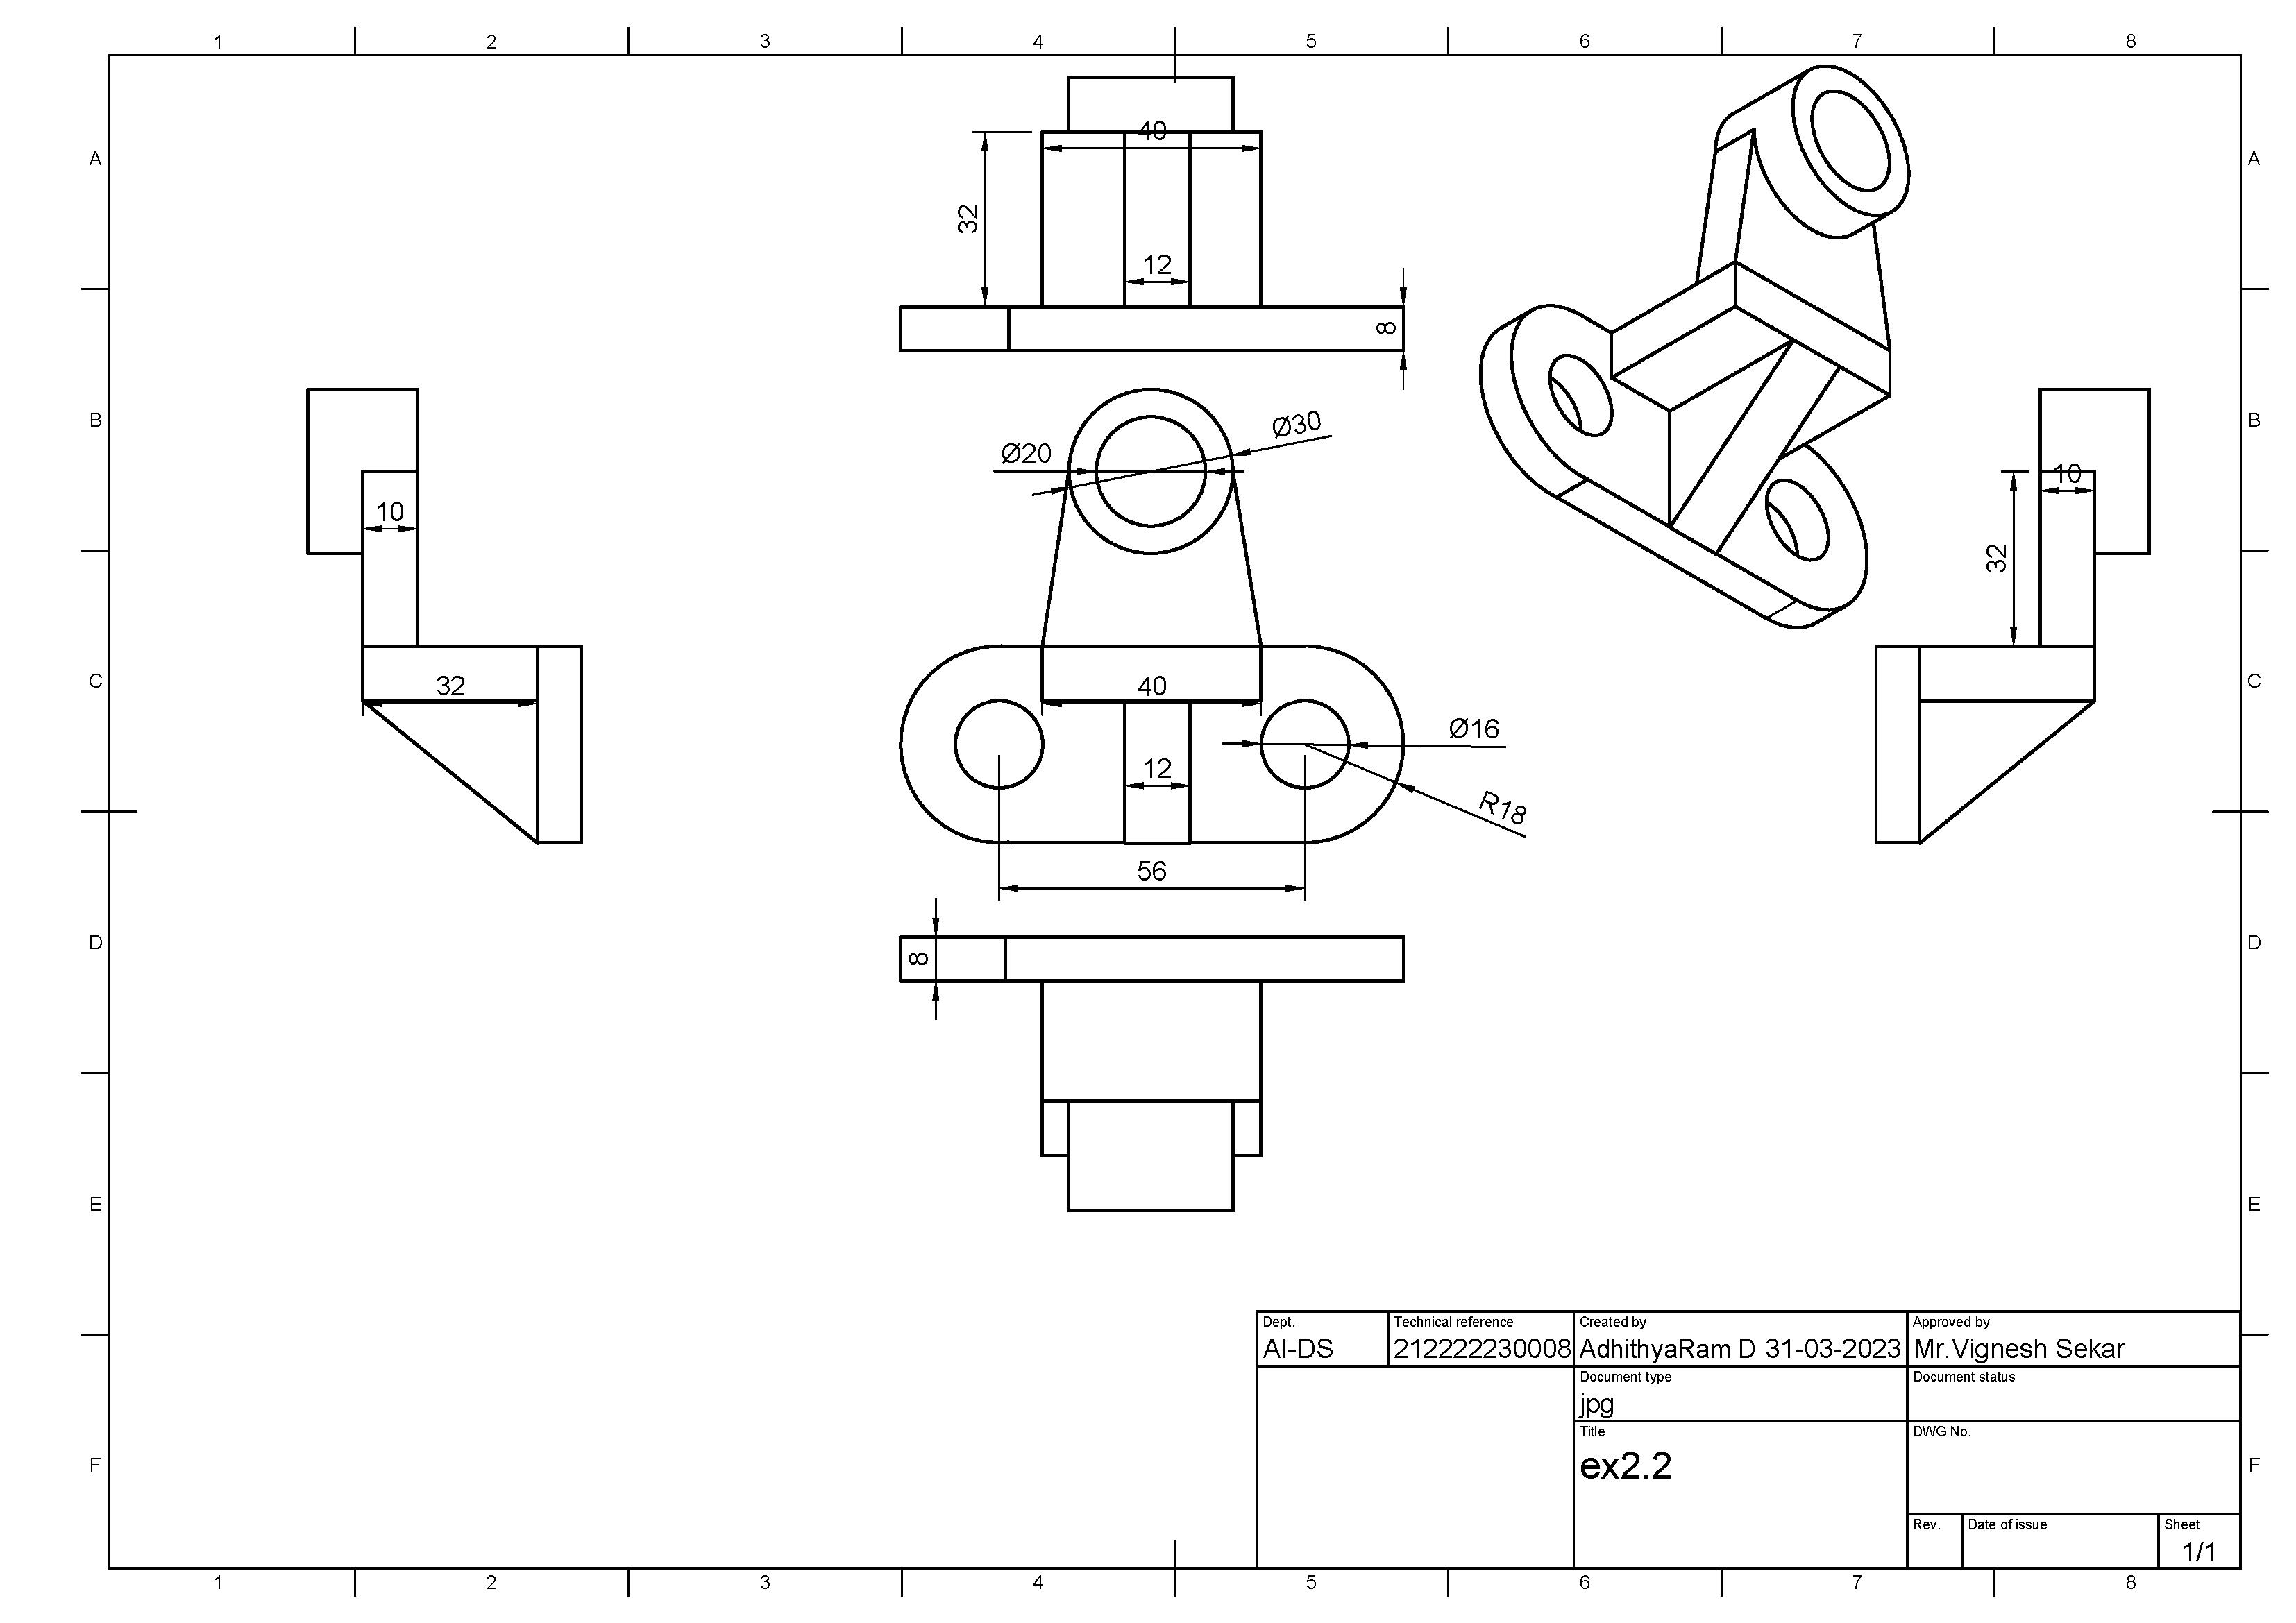 1 2 3 4 5 6 7 8
A A
40
32
12
8
B B
Ø20
Ø30
10
10
32
C C
32
40
Ø16
12
R18
56
D D
8
E E
Dept.
AI-DS
Technical reference
212222230008
Created by
AdhithyaRam D 31-03-2023
Approved by
Mr.Vignesh Sekar
Document type
jpg
Document status
Title
ex2.2
DWG No.
F F
Rev.
Date of issue
Sheet
1/1
1 2 3 4 5 6 7 8